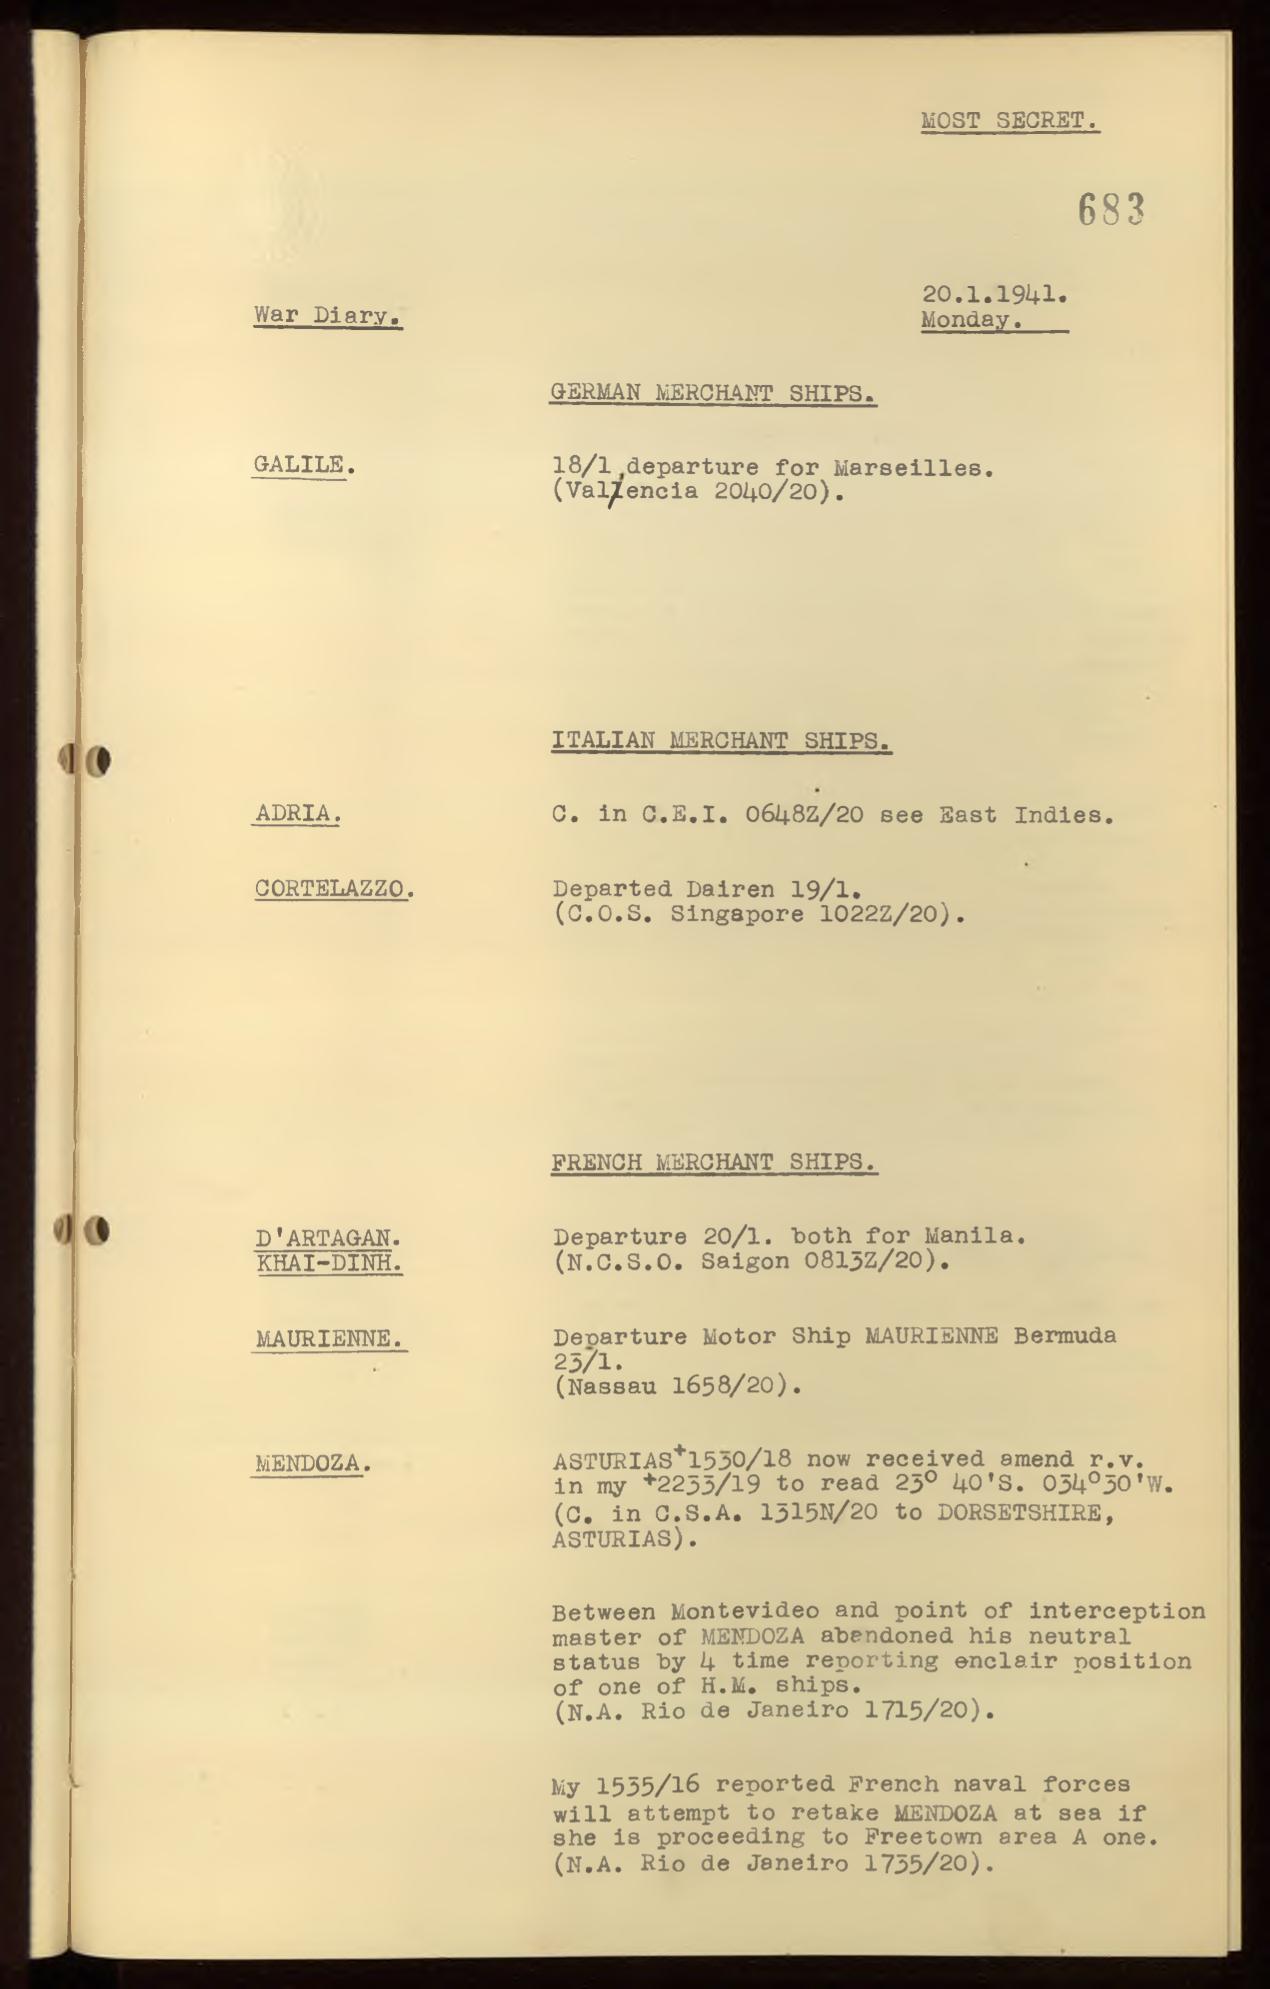 MOST SECRET.
683
20.1.1941.
War Diary.
Monday.
GERMAN MERCHANT SHIPS.
GALILE.
18/1 departure for Marseilles.
(Valencia 2040/20).
ITALIAN MERCHANT SHIPS.
ADRIA.
C. in C.E.I. 0648Z/20 see East Indies.
CORTELAZZO.
Departed Dairen 19/1.
(C.O.S. Singapore 1022Z/20).
FRENCH MERCHANT SHIPS.
D'ARTAGAN.
KHAI-DINH.
Departure 20/1. both for Manila.
(N.C.S.O. Saigon 0813Z/20).
MAURIENNE.
Departure Motor Ship MAURIENNE Bermuda
23/1.
(Nassau 1658/20).
MENDOZA.
ASTURIAS+1530/18 now received amend r.v.
in my +2233/19 to read 23° 40'S. 034°30'W.
(C. in C.S.A. 1315N/20 to DORSETSHIRE,
ASTURIAS).
Between Montevideo and point of interception
master of MENDOZA abandoned his neutral
status by 4 time reporting enclair position
of one of H.M. ships.
(N.A. Rio de Janeiro 1715/20).
My 1535/16 reported French naval forces
will attempt to retake MENDOZA at sea if
she is proceeding to Freetown area A one.
(N.A. Rio de Janeiro 1735/20).